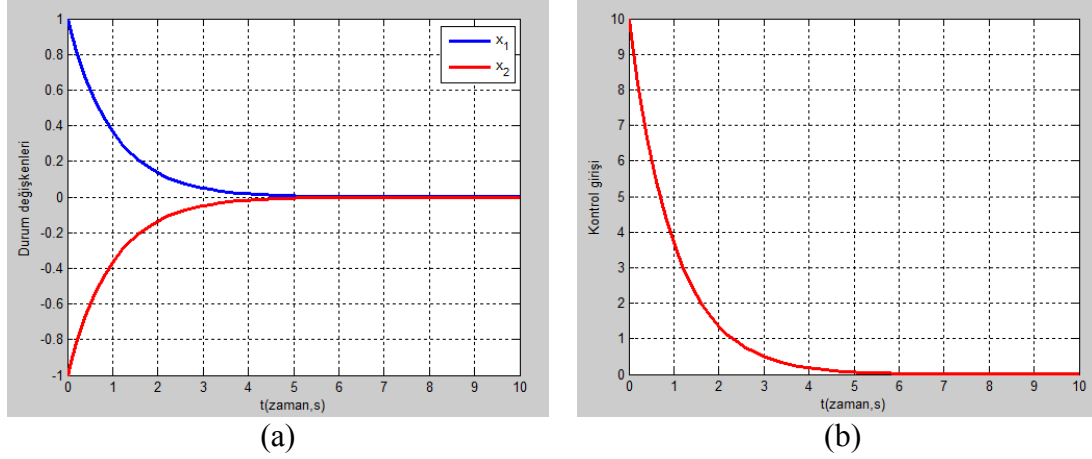 1
0.8
0.6
0.4
0.2
0
-0.2
-0.4
-0.6
-0.8
-1
0 1 2 3 4 5 6 7 8 9 10
Durum değişkenleri
t(zaman,s)
x1
x2
(a)
10
9
8
7
6
5
4
3
2
1
0
0 1 2 3 4 5 6 7 8 9 10
Kontrol girişi
t(zaman,s)
(b)